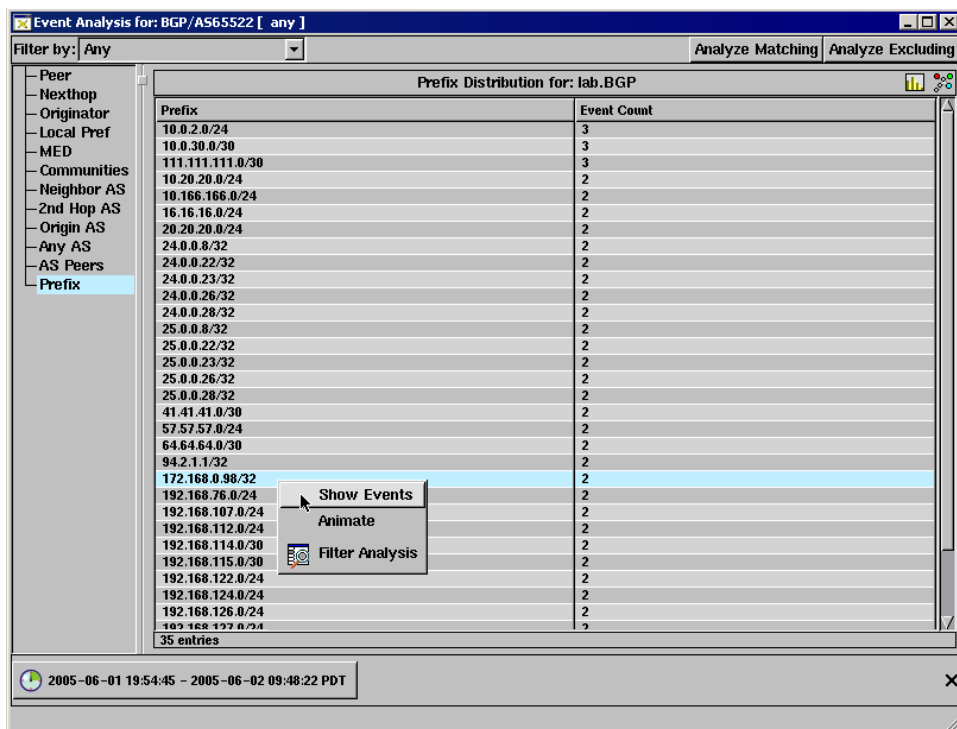 Event Analysis for: BGP/AS65522 [ any ]
Filter by: Any
Analyze Matching
Analyze Excluding
Peer
Nexthop
Originator
Local Pref
MED
Communities
Neighbor AS
2nd Hop AS
Origin AS
Any AS
AS Peers
Prefix
Prefix Distribution for: lab.BGP
Prefix Event Count
10.0.2.0/24 3
10.0.30.0/30 3
111.111.111.0/30 3
10.20.20.0/24 2
10.166.166.0/24 2
16.16.16.0/24 2
20.20.20.0/24 2
24.0.0.8/32 2
24.0.0.22/32 2
24.0.0.23/32 2
24.0.0.26/32 2
24.0.0.28/32 2
25.0.0.8/32 2
25.0.0.22/32 2
25.0.0.23/32 2
25.0.0.26/32 2
25.0.0.28/32 2
41.41.41.0/30 2
57.57.57.0/24 2
64.64.64.0/30 2
94.2.1.1/32 2
172.168.0.98/32 2
192.168.76.0/24 2
192.168.107.0/24 2
192.168.112.0/24 2
192.168.114.0/30 2
192.168.115.0/30 2
192.168.122.0/24 2
192.168.124.0/24 2
192.168.126.0/24 2
192.168.127.0/24 2
Show Events
Animate
Filter Analysis
35 entries
2005-06-01 19:54:45 - 2005-06-02 09:48:22 PDT